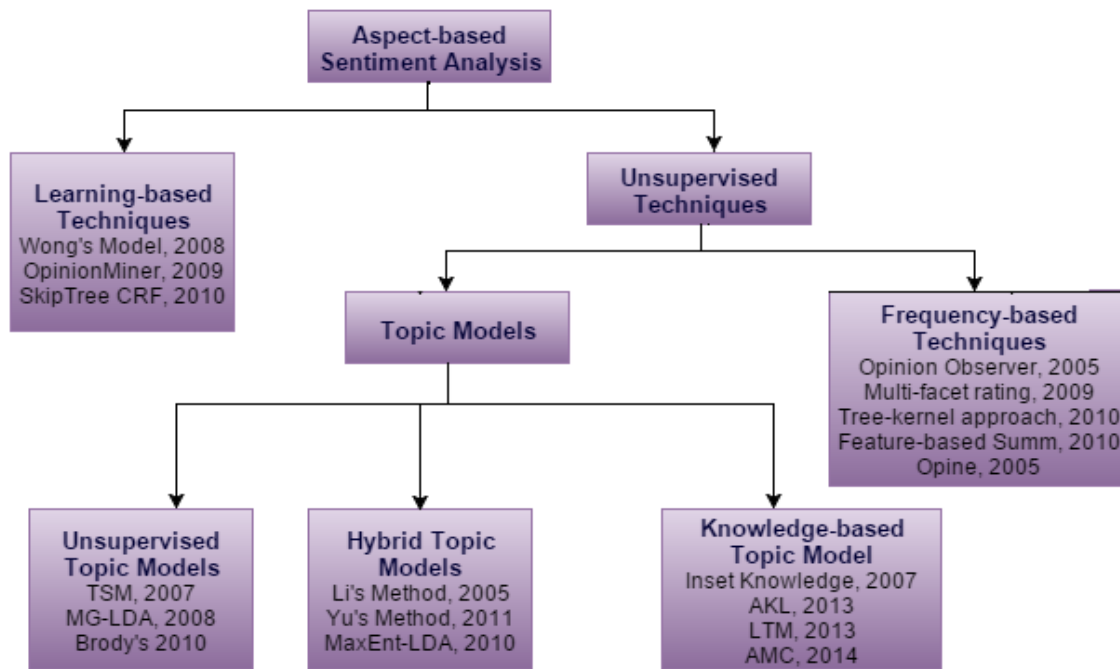 Aspect-based
Sentiment Analysis
Learning-based
Techniques
Wong's Model, 2008
OpinionMiner, 2009
SkipTree CRF, 2010
Unsupervised
Techniques
Topic Models
Frequency-based
Techniques
Opinion Observer, 2005
Multi-facet rating, 2009
Tree-kernel approach, 2010
Feature-based Summ, 2010
Opine, 2005
Unsupervised
Topic Models
TSM, 2007
MG-LDA, 2008
Brody's 2010
Hybrid Topic
Models
Li's Method, 2005
Yu's Method, 2011
MaxEnt-LDA, 2010
Knowledge-based
Topic Model
Inset Knowledge, 2007
AKL, 2013
LTM, 2013
AMC, 2014